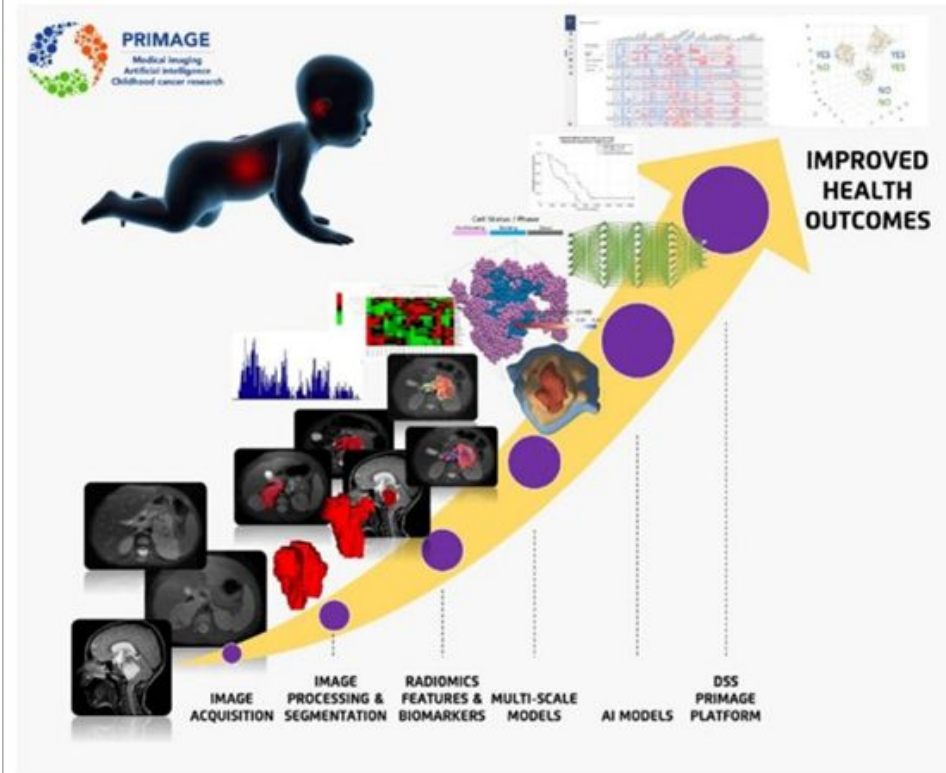 PRIMAGE
Medical imaging
Artificial intelligence
Childhood cancer research
YES
NO
YES
YES
NO
NO
IMPROVED
HEALTH
OUTCOMES
Cell Status / Phase
IMAGE
ACQUISITION
IMAGE
PROCESSING &
SEGMENTATION
RADIOMICS
FEATURES &
BIOMARKERS
MULTI-SCALE
MODELS
AI MODELS
DSS
PRIMAGE
PLATFORM